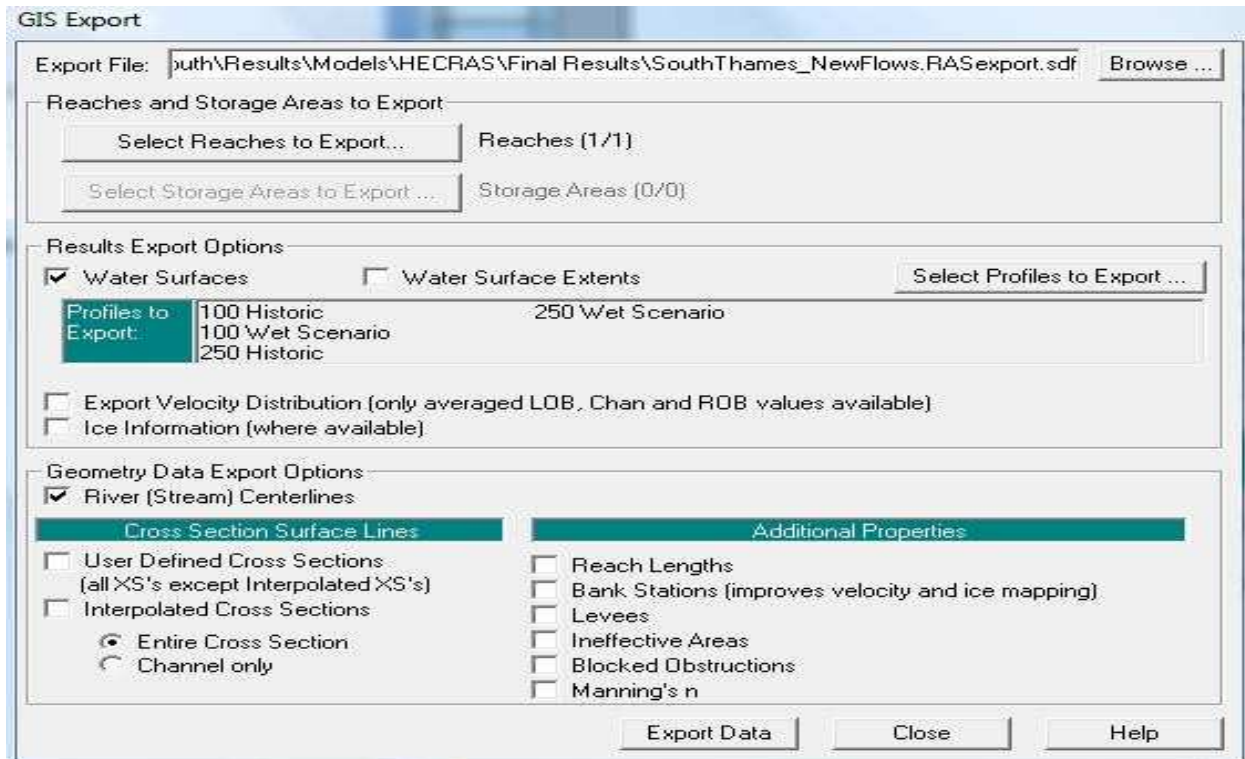 GIS Export
Export File: outh\Results\Models\HECRAS\Final Results\SouthThames_NewFlows.RASexport.sdf Browse ...
Reaches and Storage Areas to Export
Select Reaches to Export... Reaches (1/1)
Select Storage Areas to Export ... Storage Areas (0/0)
Results Export Options
Water Surfaces Water Surface Extents Select Profiles to Export ...
Profiles to Export: 100 Historic 250 Wet Scenario
100 Wet Scenario
250 Historic
Export Velocity Distribution (only averaged LOB, Chan and ROB values available)
Ice Information (where available)
Geometry Data Export Options
River (Stream) Centerlines
Cross Section Surface Lines
User Defined Cross Sections
(all XS's except Interpolated XS's)
Interpolated Cross Sections
Entire Cross Section
Channel only
Additional Properties
Reach Lengths
Bank Stations (improves velocity and ice mapping)
Levees
Ineffective Areas
Blocked Obstructions
Manning's n
Export Data Close Help